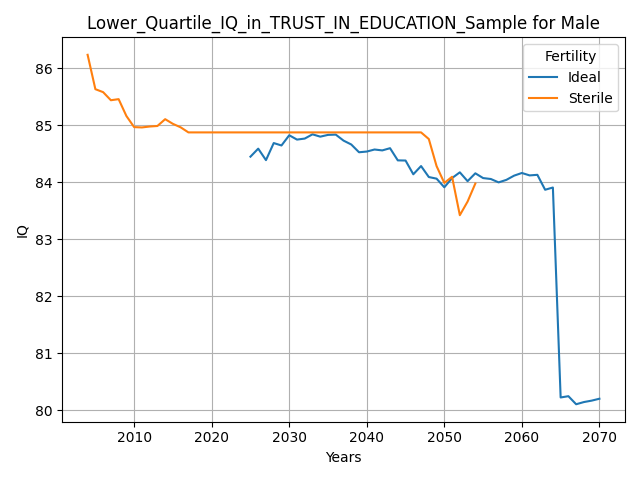 Lower_Quartile_IQ_in_TRUST_IN_EDUCATION_Sample for Male
Fertility
Ideal
Sterile
IQ
86
85
84
83
82
81
80
2010 2020 2030 2040 2050 2060 2070
Years